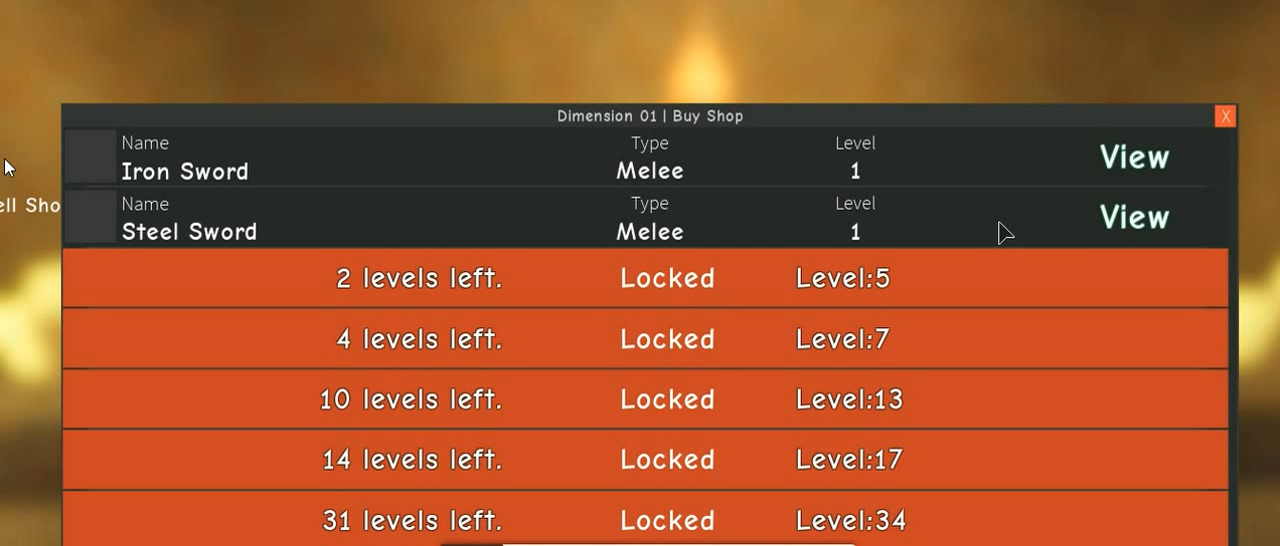 Dimension 01 | Buy Shop
X
Name Type Level
Iron Sword Melee 1 View
ell Sho
Name Type Level
Steel Sword Melee 1 View
2 levels left. Locked Level:5
4 levels left. Locked Level:7
10 levels left. Locked Level:13
14 levels left. Locked Level:17
31 levels left. Locked Level:34